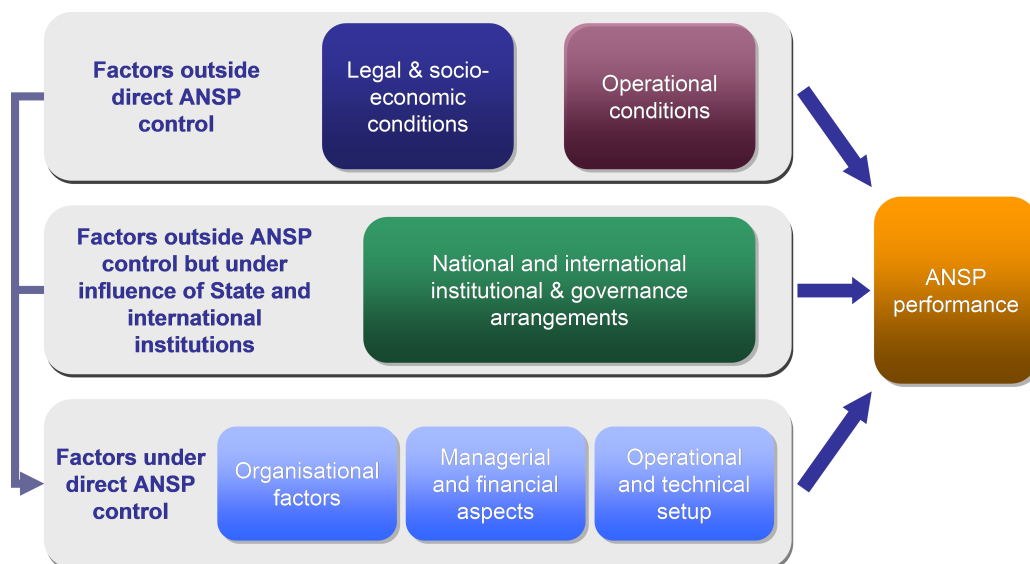 Factors outside
direct ANSP
control
Legal & socio-
economic
conditions
Operational
conditions
Factors outside ANSP
control but under
influence of State and
international
institutions
National and international
institutional & governance
arrangements
ANSP
performance
Factors under
direct ANSP
control
Organisational
factors
Managerial
and financial
aspects
Operational
and technical
setup